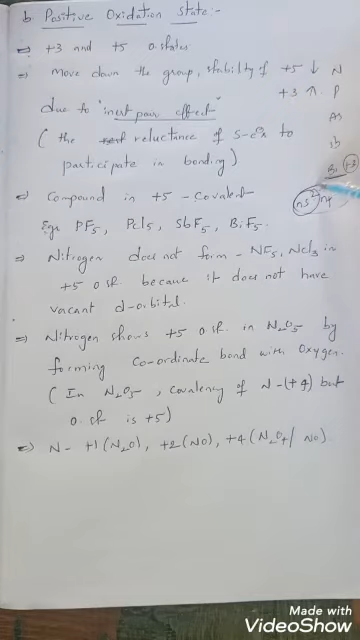 b. Positive Oxidation State:-
⇒ +3 and +5 o. states
⇒ Move down the group, stability of +5 ↓ N
+3 ↑ P
due to "inert pair effect" As
(the reluctance of s-e⁻s to Sb
participate in bonding) Bi +3
⇒ Compound in +5 - Covalent ns² np
Eg: PF₅, PCl₅, SbF₅, BiF₅.
⇒ Nitrogen does not form - NF₅, NCl₅ in
+5 o.st. because it does not have
vacant d-orbital.
⇒ Nitrogen shows +5 o.st. in N₂O₅ by
forming Co-ordinate bond with Oxygen.
(In N₂O₅, covalency of N-(+4) but
o.st is +5)
⇒ N - +1 (N₂O), +2 (NO), +4 (N₂O₄/ NO)
Made with
VideoShow